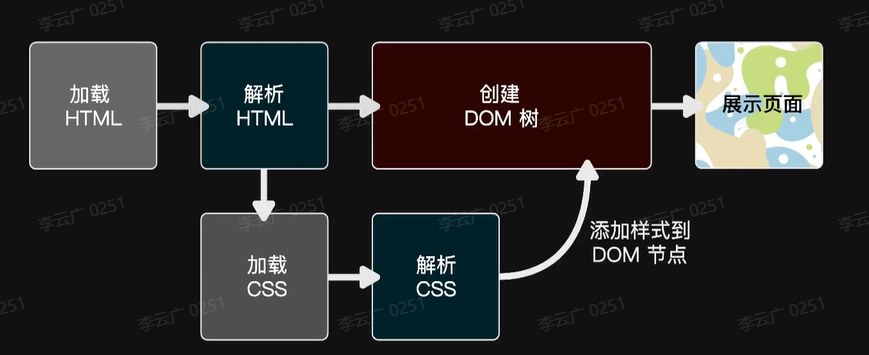 加载
HTML
解析
HTML
创建
DOM 树
展示页面
加载
CSS
解析
CSS
添加样式到
DOM 节点
李云广 0251